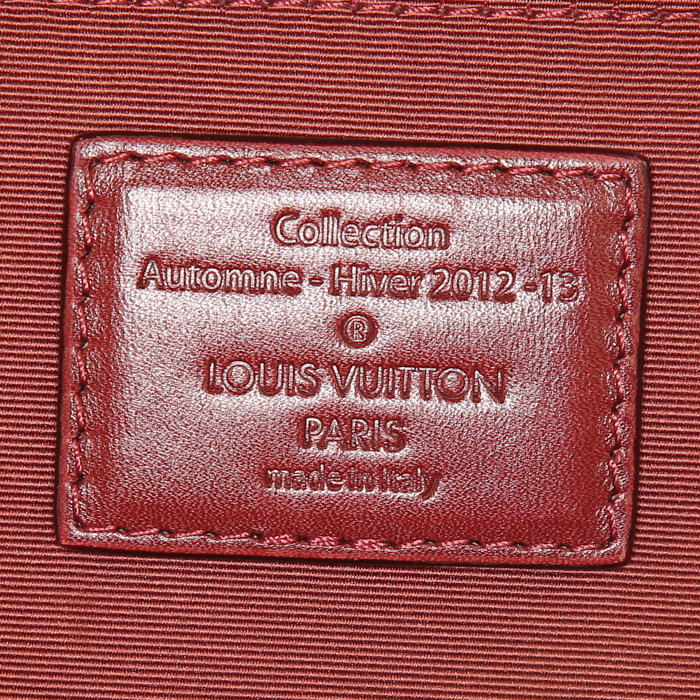 Collection
Automne - Hiver 2012 - 13
®
LOUIS VUITTON
PARIS
made in Italy